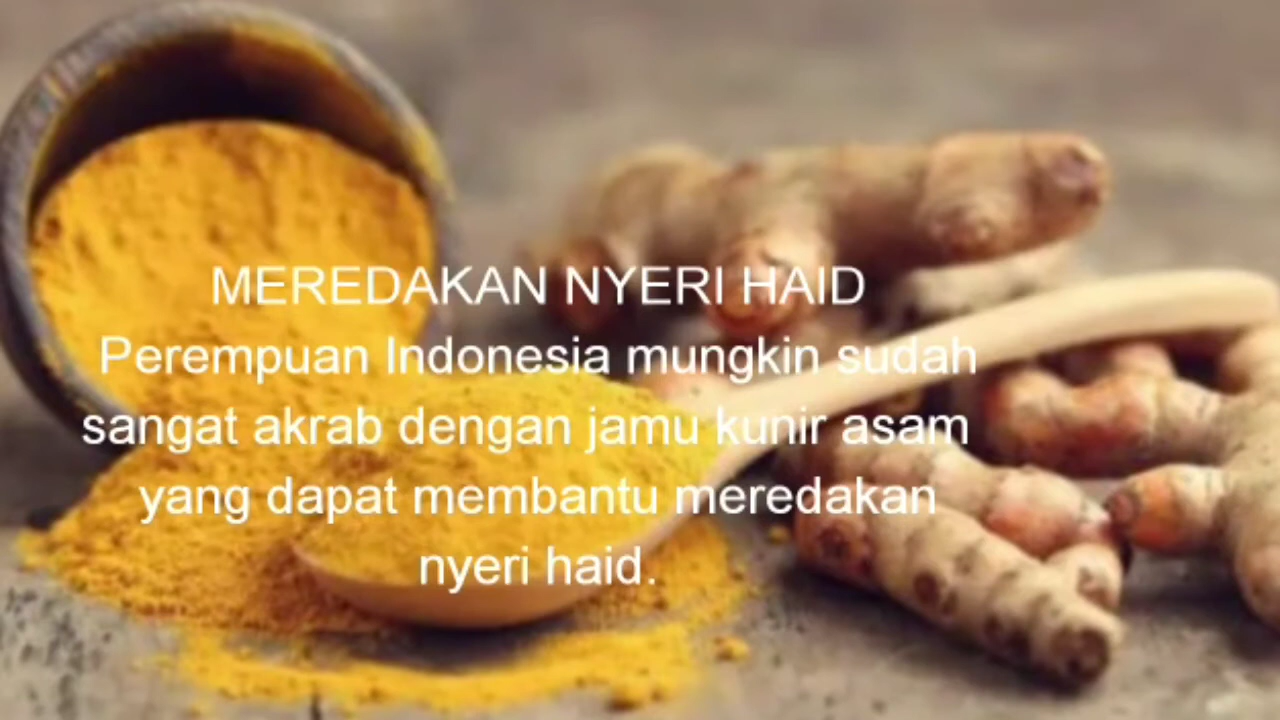 MEREDAKAN NYERI HAID
Perempuan Indonesia mungkin sudah
sangat akrab dengan jamu kunir asam
yang dapat membantu meredakan
nyeri haid.